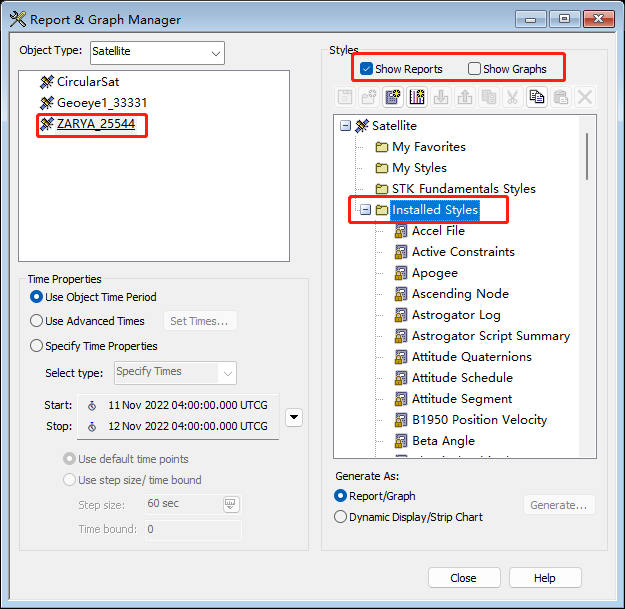 Report & Graph Manager
Object Type:
Satellite
CircularSat
Geoeye1_33331
ZARYA_25544
Time Properties
Use Object Time Period
Use Advanced Times
Set Times...
Specify Time Properties
Select type:
Specify Times
Start:
11 Nov 2022 04:00:00.000 UTCG
Stop:
12 Nov 2022 04:00:00.000 UTCG
Use default time points
Use step size/ time bound
Step size:
60 sec
Time bound:
0
Styles
Show Reports
Show Graphs
Satellite
My Favorites
My Styles
STK Fundamentals Styles
Installed Styles
Accel File
Active Constraints
Apogee
Ascending Node
Astrogator Log
Astrogator Script Summary
Attitude Quaternions
Attitude Schedule
Attitude Segment
B1950 Position Velocity
Beta Angle
Generate As:
Report/Graph
Dynamic Display/Strip Chart
Generate...
Close
Help